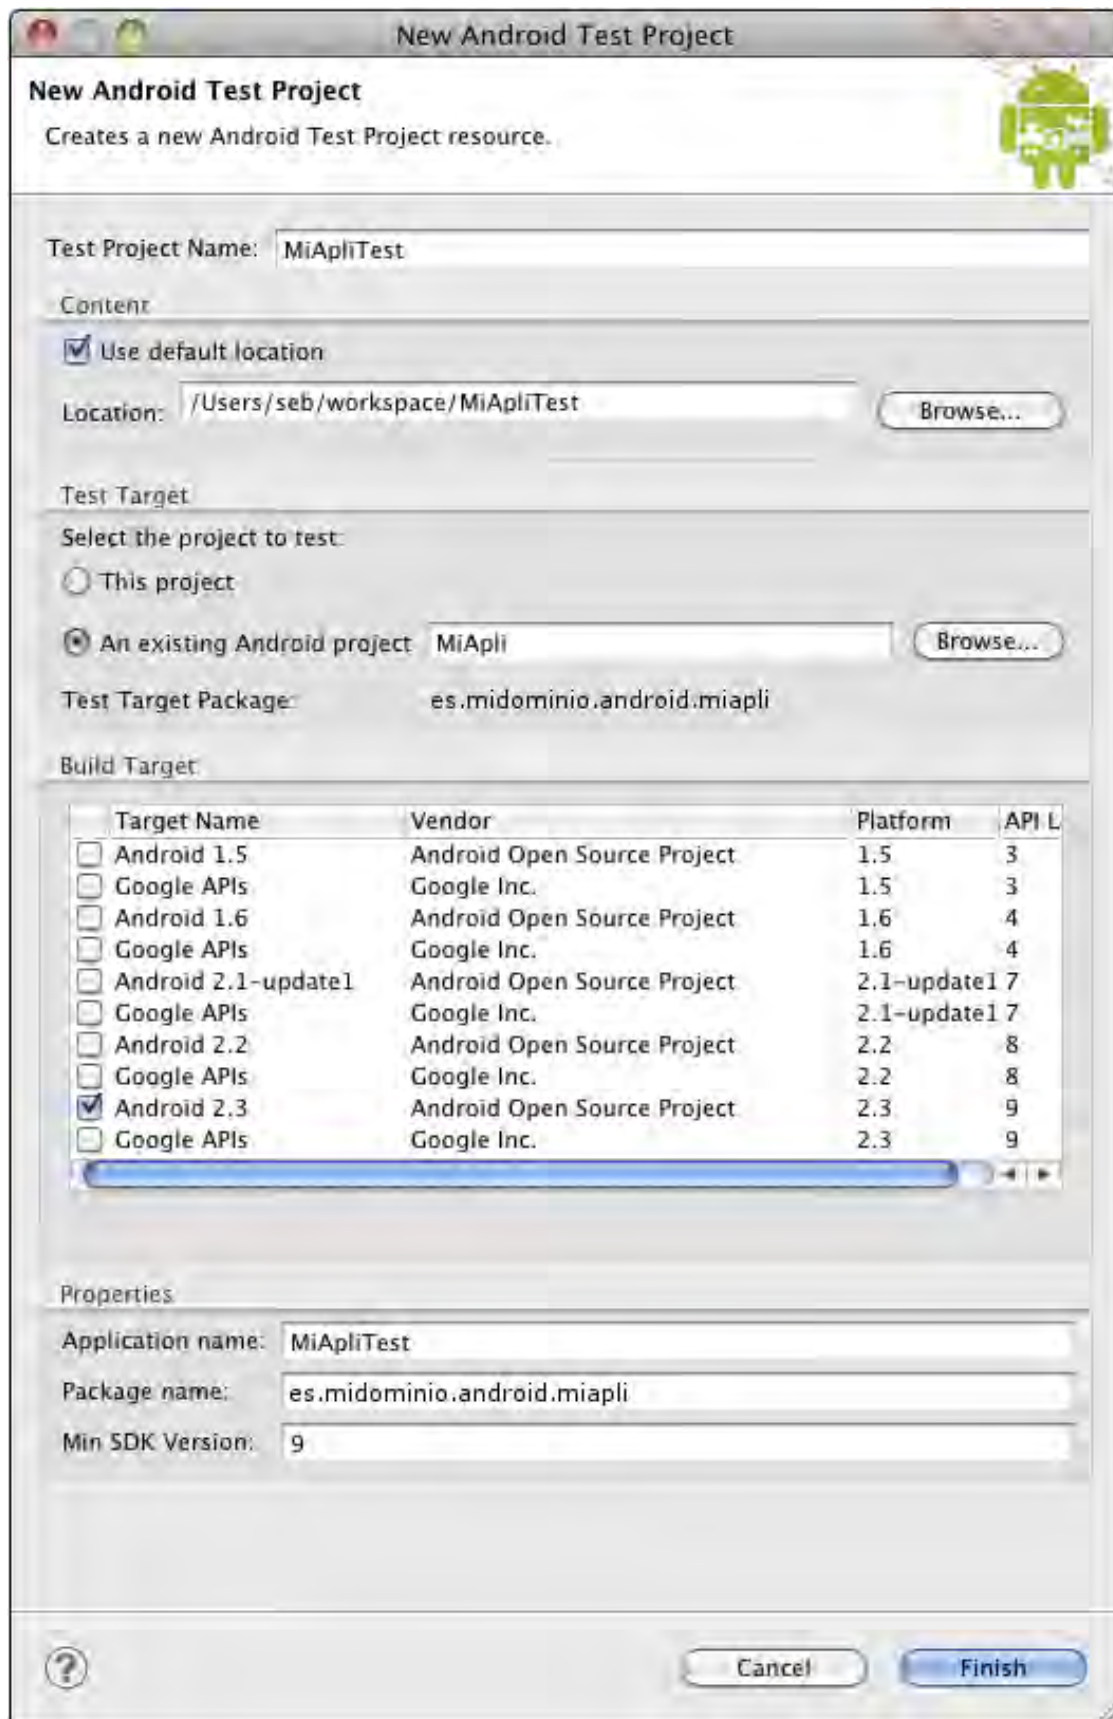 New Android Test Project
New Android Test Project
Creates a new Android Test Project resource.
Test Project Name: MiApliTest
Content
Use default location
Location: /Users/seb/workspace/MiApliTest Browse...
Test Target
Select the project to test:
This project
An existing Android project MiApli Browse...
Test Target Package: es.midominio.android.miapli
Build Target
Target Name Vendor Platform API L
Android 1.5 Android Open Source Project 1.5 3
Google APIs Google Inc. 1.5 3
Android 1.6 Android Open Source Project 1.6 4
Google APIs Google Inc. 1.6 4
Android 2.1-update1 Android Open Source Project 2.1-update1 7
Google APIs Google Inc. 2.1-update1 7
Android 2.2 Android Open Source Project 2.2 8
Google APIs Google Inc. 2.2 8
Android 2.3 Android Open Source Project 2.3 9
Google APIs Google Inc. 2.3 9
Properties
Application name: MiApliTest
Package name: es.midominio.android.miapli
Min SDK Version: 9
? Cancel Finish